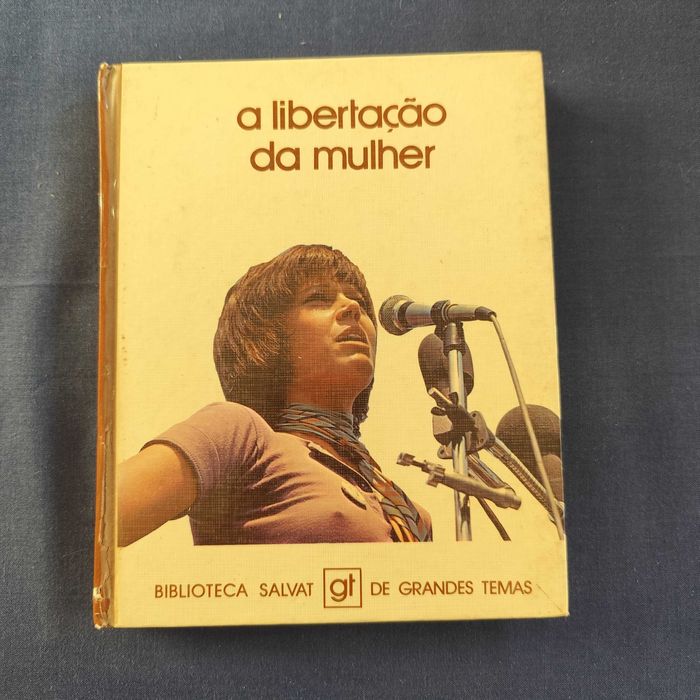 a libertação
da mulher
BIBLIOTECA SALVAT gt DE GRANDES TEMAS